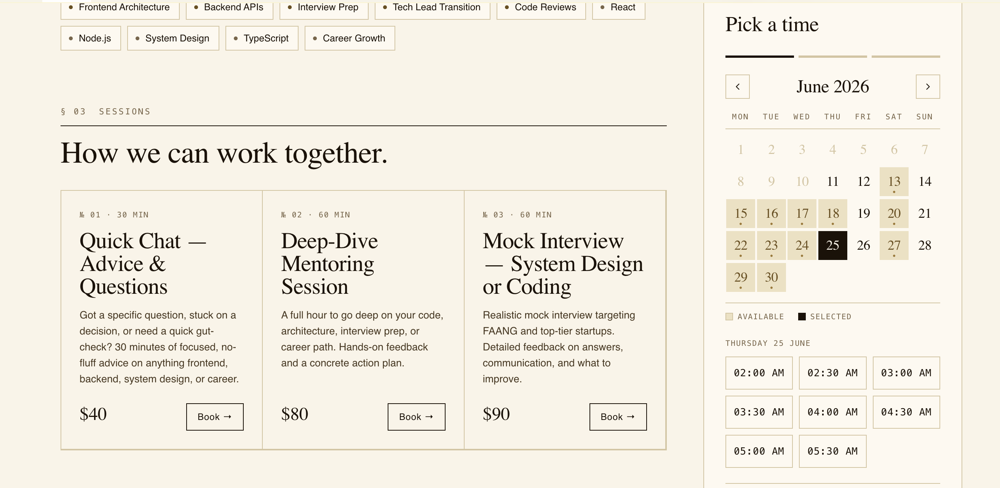 Frontend Architecture Backend APIs Interview Prep Tech Lead Transition Code Reviews React
Node.js System Design TypeScript Career Growth
§ 03 SESSIONS
How we can work together.
№ 01 · 30 MIN
Quick Chat —
Advice &
Questions
Got a specific question, stuck on a
decision, or need a quick gut-
check? 30 minutes of focused, no-
fluff advice on anything frontend,
backend, system design, or career.
$40 Book →
№ 02 · 60 MIN
Deep-Dive
Mentoring
Session
A full hour to go deep on your code,
architecture, interview prep, or
career path. Hands-on feedback
and a concrete action plan.
$80 Book →
№ 03 · 60 MIN
Mock Interview
— System Design
or Coding
Realistic mock interview targeting
FAANG and top-tier startups.
Detailed feedback on answers,
communication, and what to
improve.
$90 Book →
Pick a time
‹ June 2026 ›
MON TUE WED THU FRI SAT SUN
1 2 3 4 5 6 7
8 9 10 11 12 13 14
15 16 17 18 19 20 21
22 23 24 25 26 27 28
29 30
AVAILABLE SELECTED
THURSDAY 25 JUNE
02:00 AM 02:30 AM 03:00 AM
03:30 AM 04:00 AM 04:30 AM
05:00 AM 05:30 AM